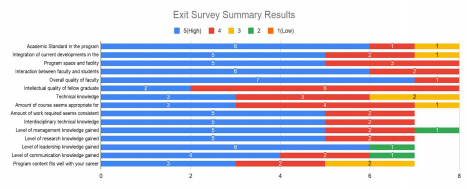 Exit Survey Summary Results
5(High) 4 3 2 1(Low)
Academic Standard in the program 6 1 1
Integration of current developments in the 5 2 1
Program space and facility 5 3
Interaction between faculty and students 6 2
Overall quality of faculty 7 1
Intellectual quality of fellow graduate 2 6
Technical knowledge 2 3 2
Amount of course seems appropriate for 3 4 1
Amount of work required seems consistent 5 2
Interdisciplinary technical knowledge 5 2
Level of management knowledge gained 5 2 1
Level of research knowledge gained 5 2
Level of leadership knowledge gained 6 1
Level of communication knowledge gained 4 2 1
Program content fits well with your career 3 2 2
0 2 4 6 8